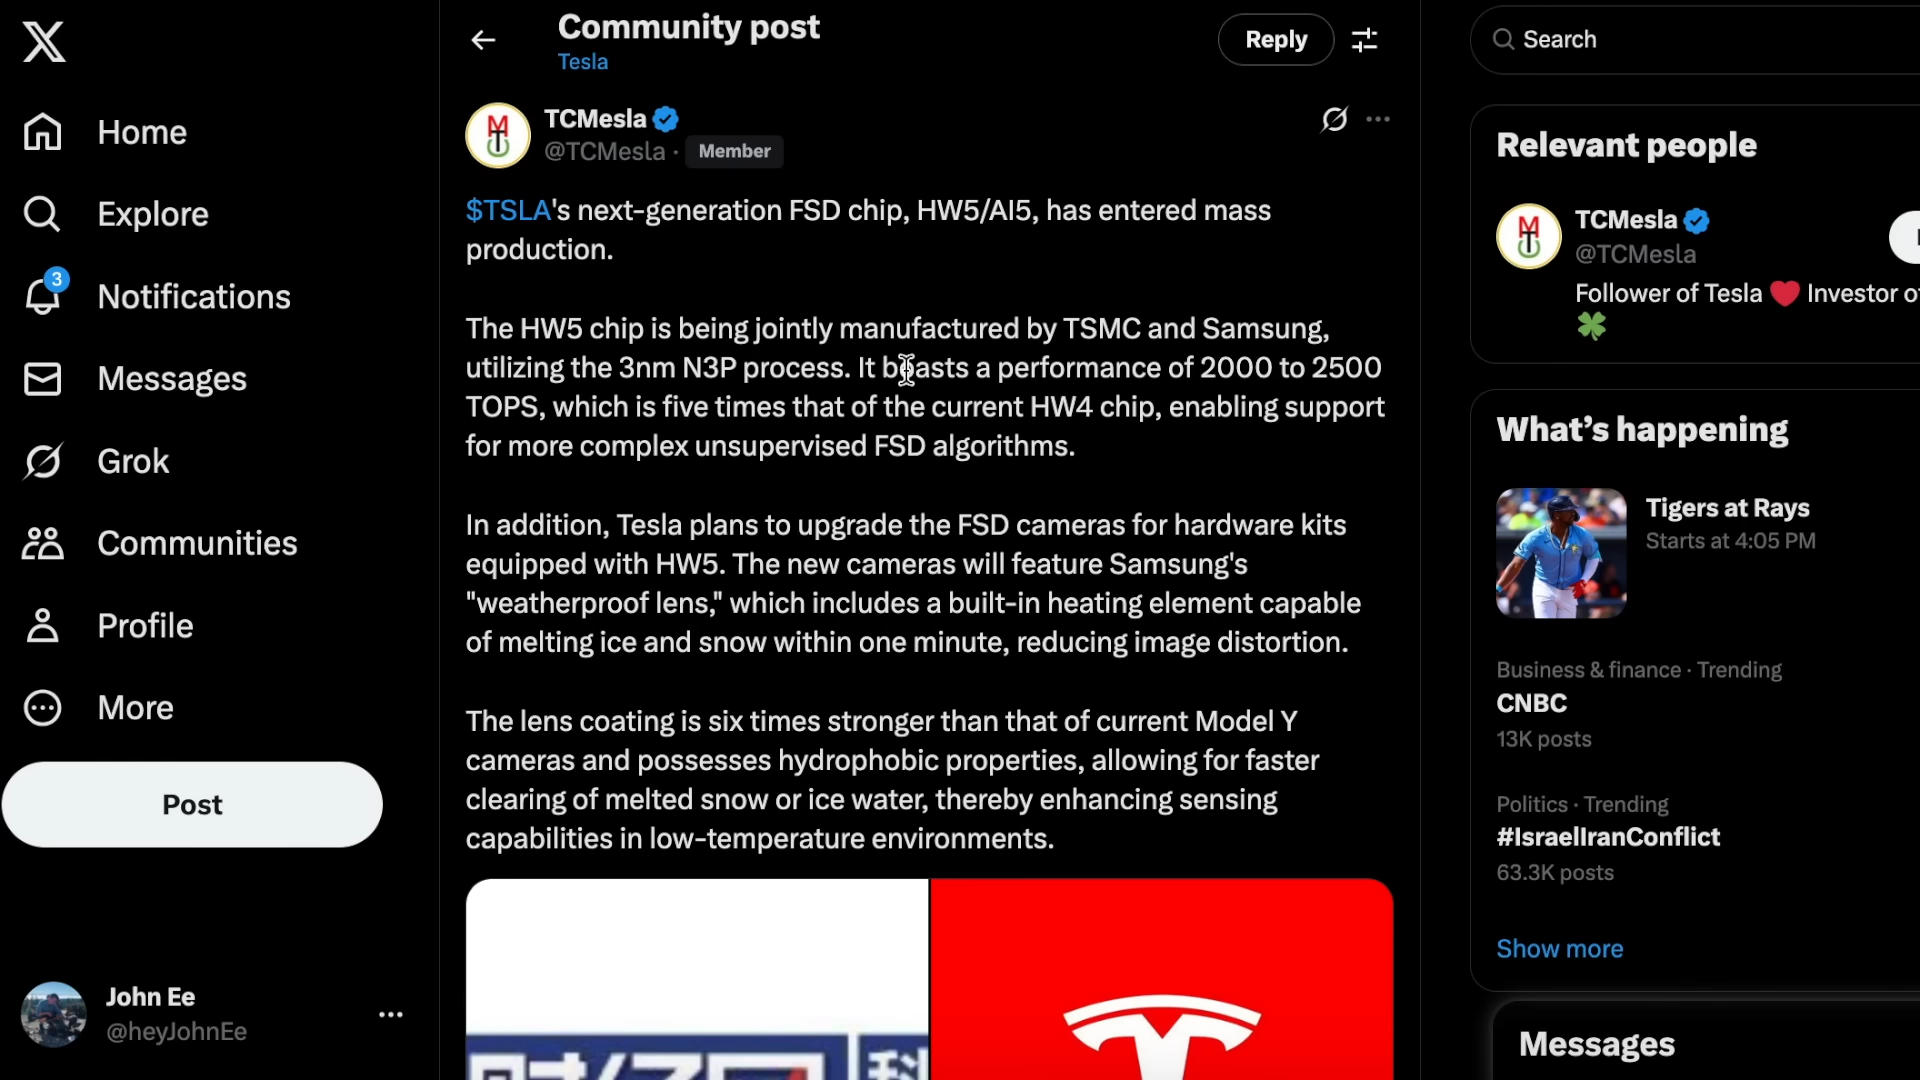 Home
Explore
3
Notifications
Messages
Grok
Communities
Profile
More
Post
John Ee
@heyJohnEe
Community post
Tesla
Reply
TCMesla
@TCMesla · Member
$TSLA's next-generation FSD chip, HW5/AI5, has entered mass
production.
The HW5 chip is being jointly manufactured by TSMC and Samsung,
utilizing the 3nm N3P process. It boasts a performance of 2000 to 2500
TOPS, which is five times that of the current HW4 chip, enabling support
for more complex unsupervised FSD algorithms.
In addition, Tesla plans to upgrade the FSD cameras for hardware kits
equipped with HW5. The new cameras will feature Samsung's
"weatherproof lens," which includes a built-in heating element capable
of melting ice and snow within one minute, reducing image distortion.
The lens coating is six times stronger than that of current Model Y
cameras and possesses hydrophobic properties, allowing for faster
clearing of melted snow or ice water, thereby enhancing sensing
capabilities in low-temperature environments.
Search
Relevant people
TCMesla
@TCMesla
Follower of Tesla ❤️ Investor
🍀
What's happening
Tigers at Rays
Starts at 4:05 PM
Business & finance · Trending
CNBC
13K posts
Politics · Trending
#IsraelIranConflict
63.3K posts
Show more
Messages